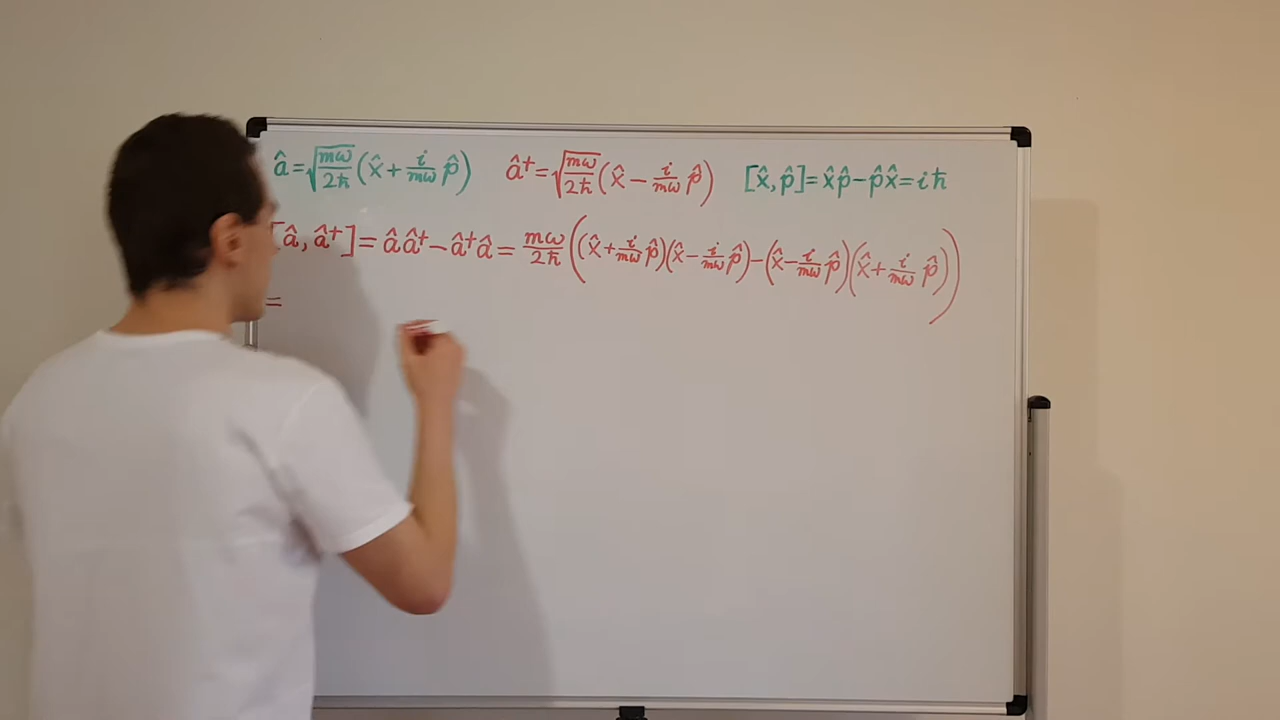 â = √(mω/2ħ) (x̂ + i/mω p̂)   â† = √(mω/2ħ) (x̂ − i/mω p̂)   [x̂, p̂] = x̂p̂ − p̂x̂ = iħ
[â, â†] = ââ† − â†â = mω/2ħ ((x̂ + i/mω p̂)(x̂ − i/mω p̂) − (x̂ − i/mω p̂)(x̂ + i/mω p̂))
=